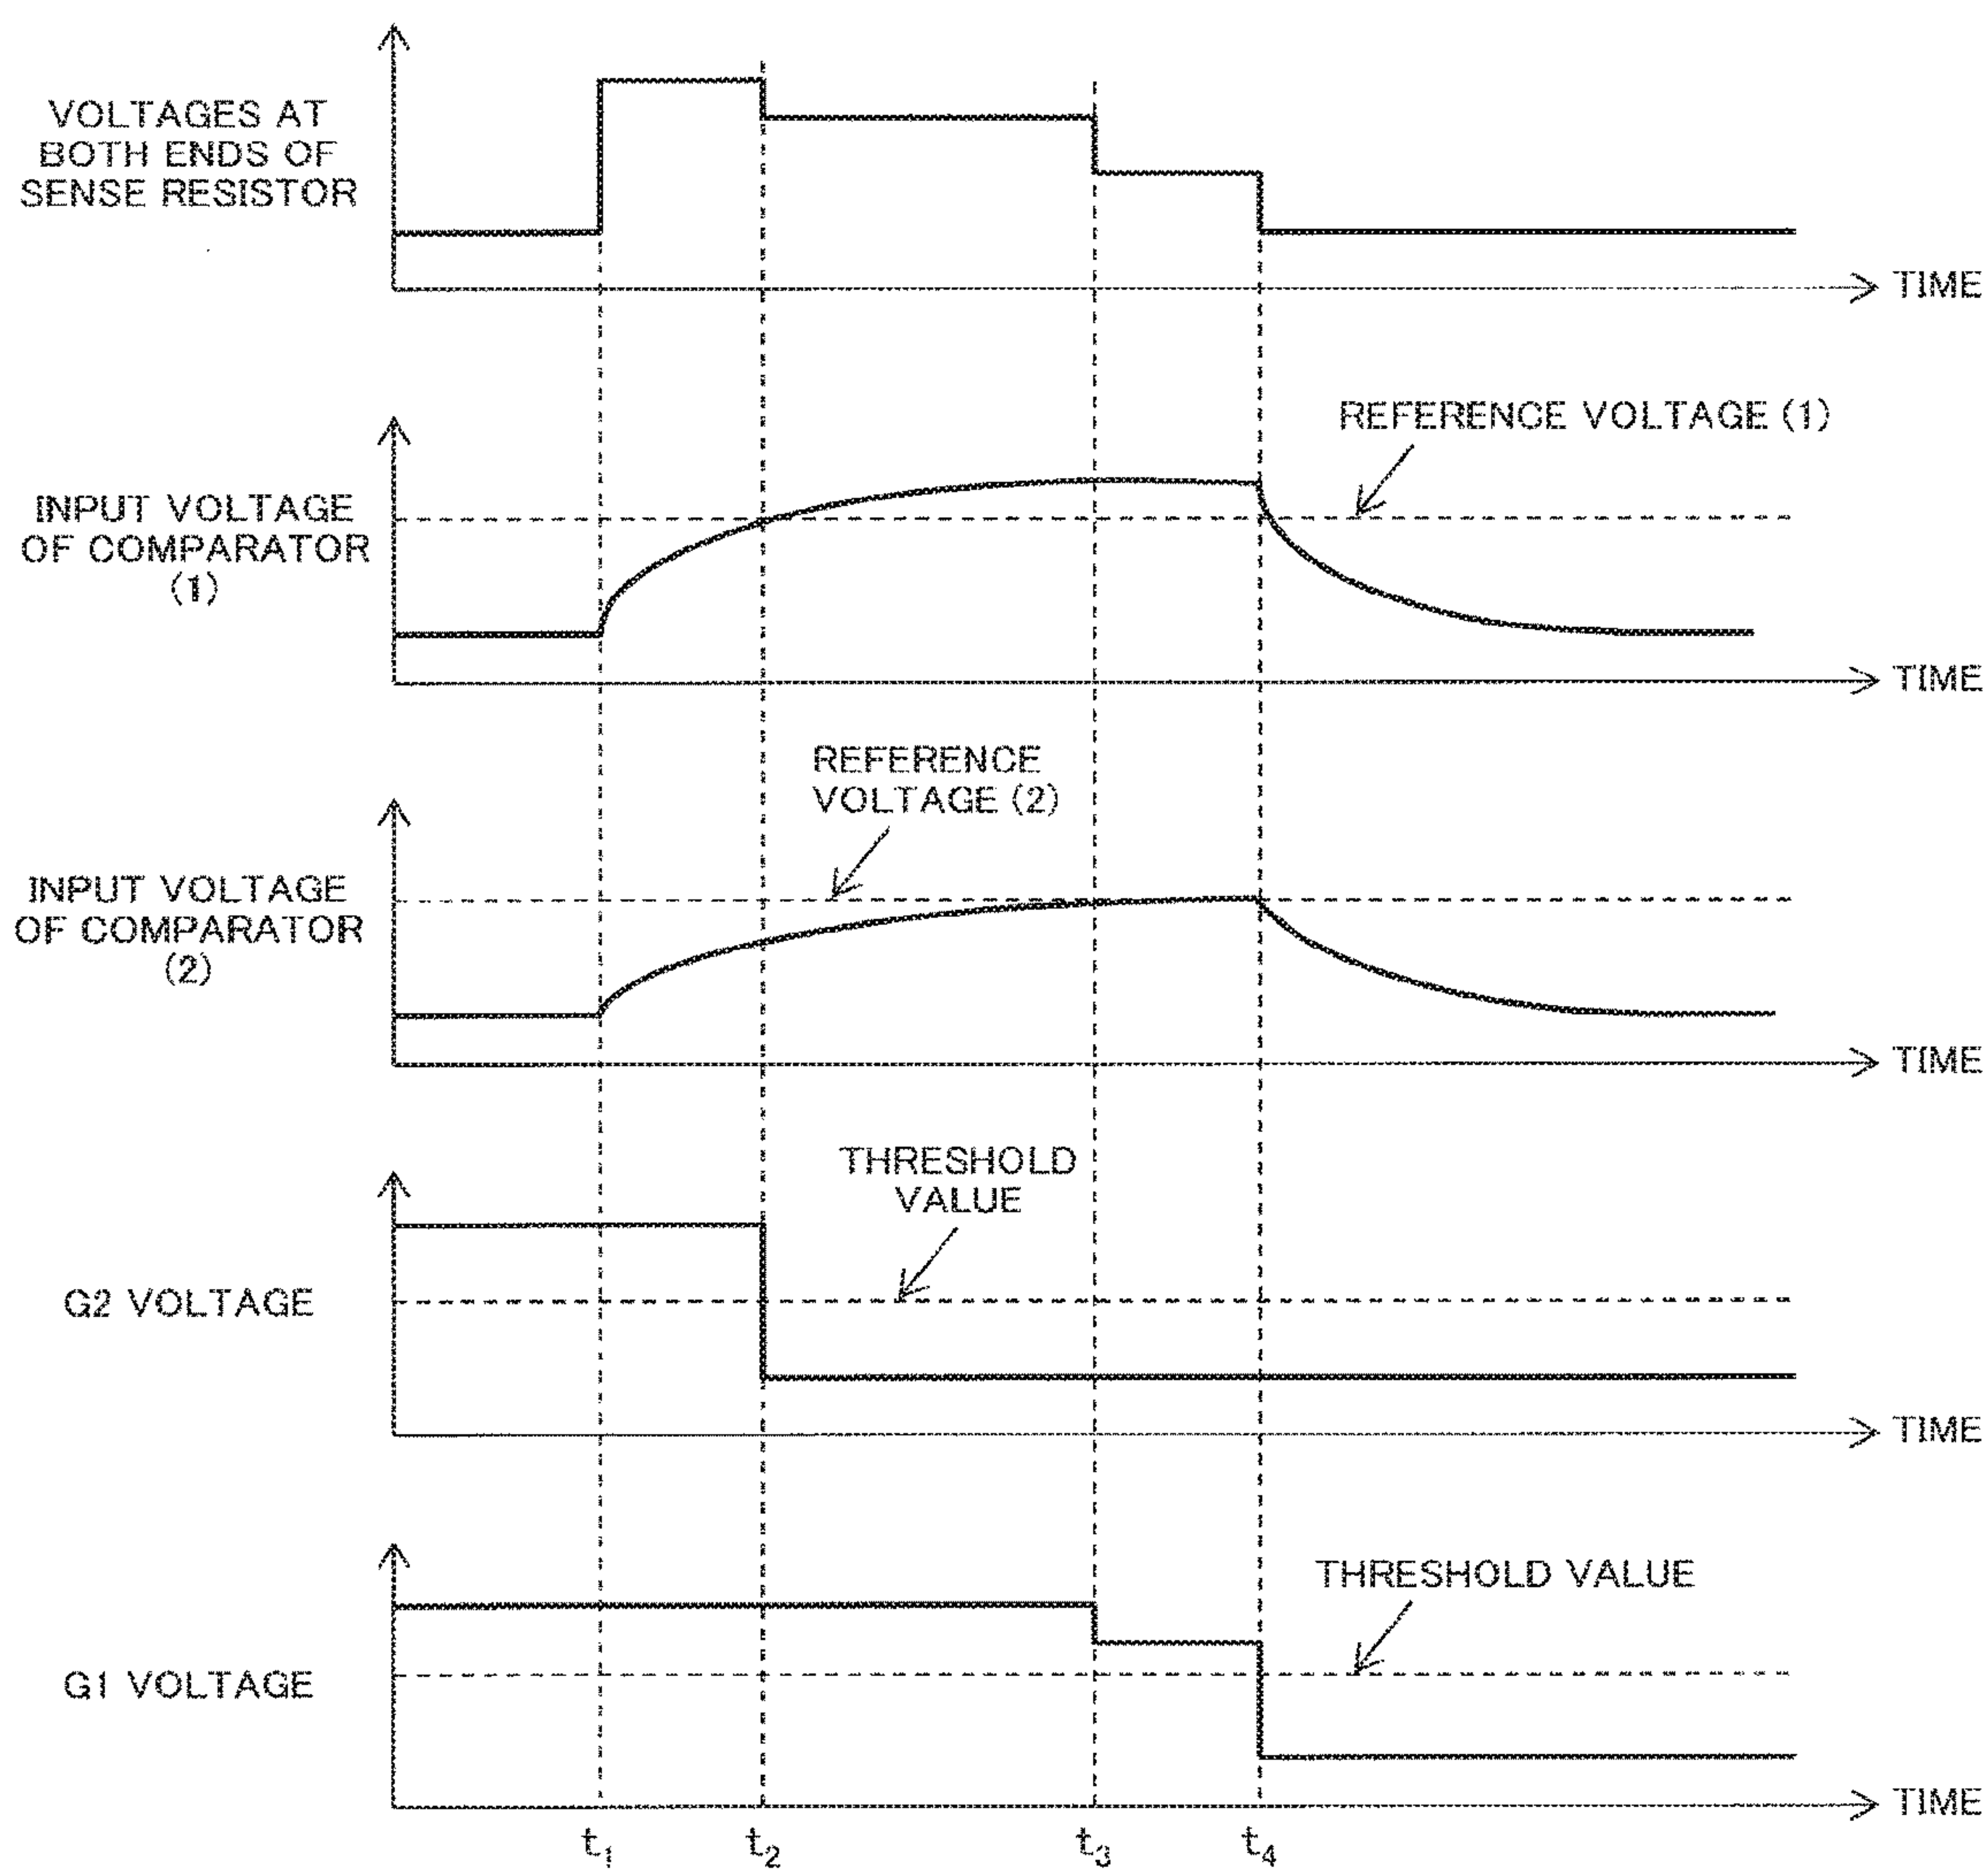 VOLTAGES AT
BOTH ENDS OF
SENSE RESISTOR
TIME
REFERENCE VOLTAGE (1)
INPUT VOLTAGE
OF COMPARATOR
(1)
TIME
REFERENCE
VOLTAGE (2)
INPUT VOLTAGE
OF COMPARATOR
(2)
TIME
THRESHOLD
VALUE
G2 VOLTAGE
TIME
THRESHOLD VALUE
G1 VOLTAGE
TIME
t1 t2 t3 t4